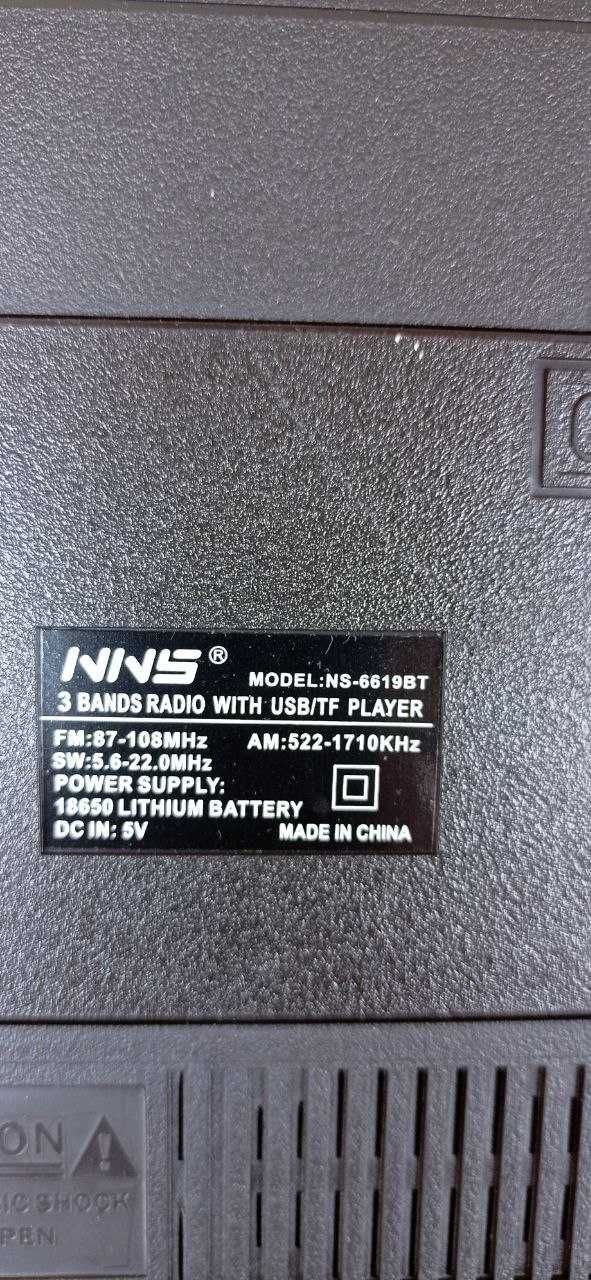 NNS® MODEL:NS-6619BT
3 BANDS RADIO WITH USB/TF PLAYER
FM:87-108MHz AM:522-1710KHz
SW:5.6-22.0MHz
POWER SUPPLY:
18650 LITHIUM BATTERY
DC IN: 5V MADE IN CHINA
ON
IC SHOCK
PEN